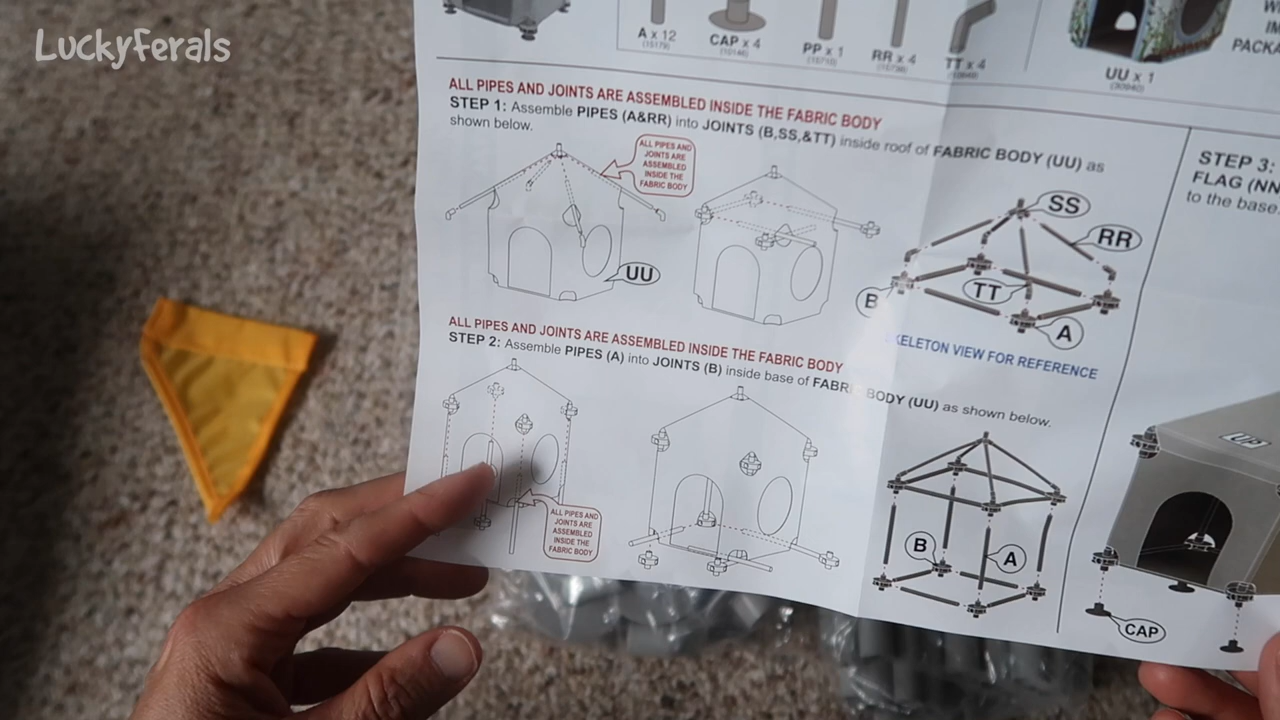 LuckyFerals
A x 12
(15179)
CAP x 4
(10146)
PP x 1
(15710)
RR x 4
TT x 4
UU x 1
(30940)
ALL PIPES AND JOINTS ARE ASSEMBLED INSIDE THE FABRIC BODY
STEP 1: Assemble PIPES (A&RR) into JOINTS (B,SS,&TT) inside roof of FABRIC BODY (UU) as
shown below.
ALL PIPES AND
JOINTS ARE
ASSEMBLED
INSIDE THE
FABRIC BODY
UU
SS
RR
TT
B
A
SKELETON VIEW FOR REFERENCE
ALL PIPES AND JOINTS ARE ASSEMBLED INSIDE THE FABRIC BODY
STEP 2: Assemble PIPES (A) into JOINTS (B) inside base of FABRIC BODY (UU) as shown below.
ALL PIPES AND
JOINTS ARE
ASSEMBLED
INSIDE THE
FABRIC BODY
B
A
STEP 3:
FLAG (NN
to the base
UP
CAP